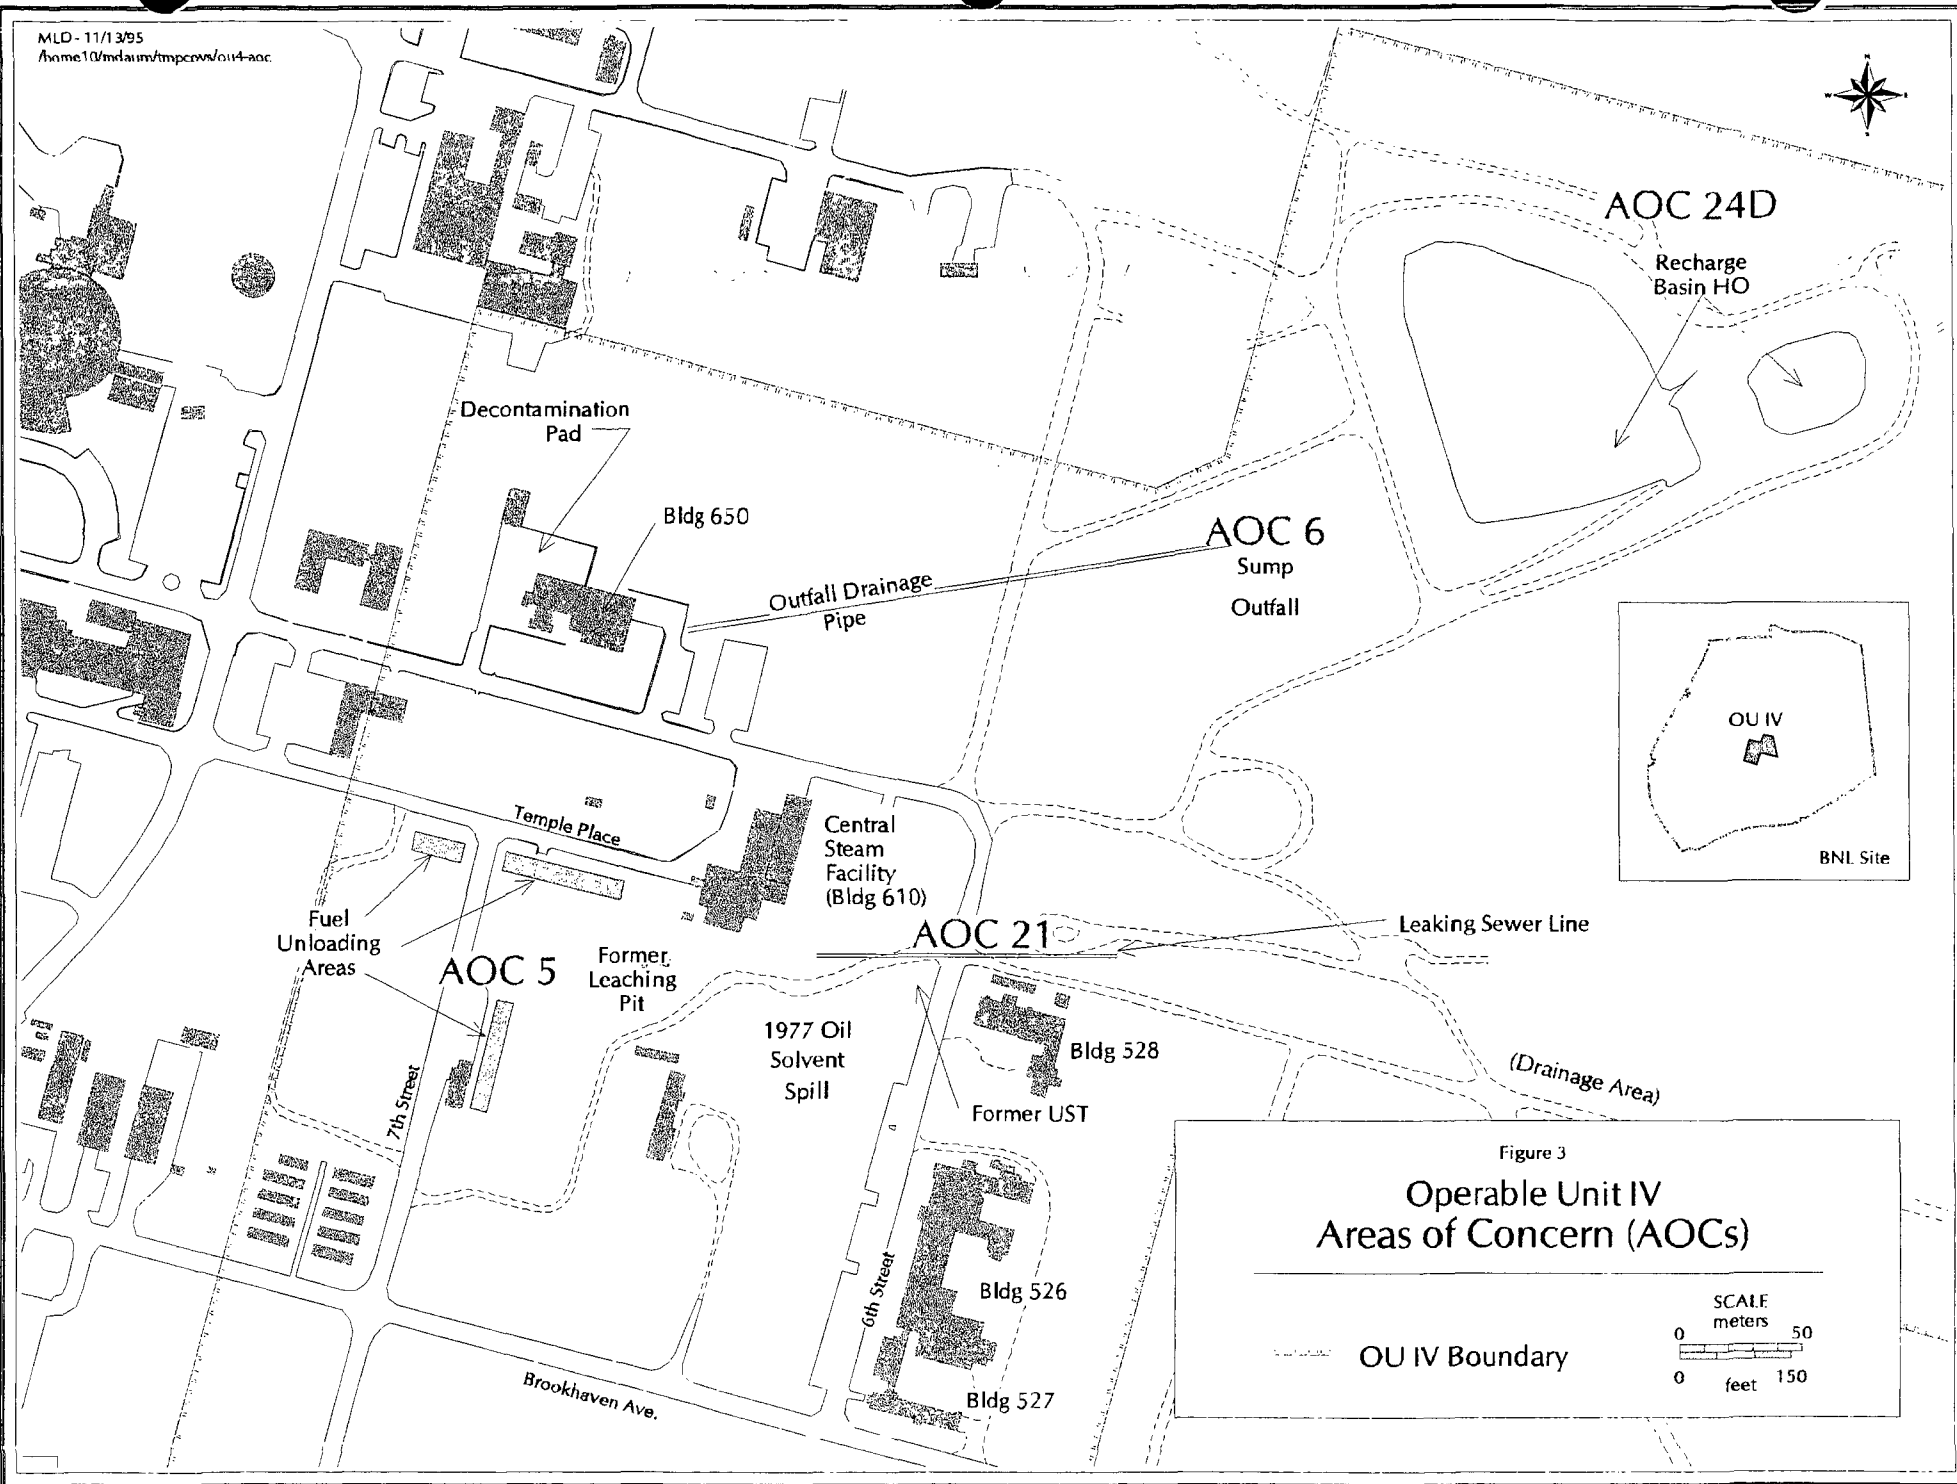 MLD - 11/13/95
/home10/mdaum/tmpcovs/ou4-aoc
N
W
E
S
AOC 24D
Recharge
Basin HO
Decontamination
Pad
Bldg 650
AOC 6
Sump
Outfall
Outfall Drainage
Pipe
OU IV
BNL Site
Temple Place
Central
Steam
Facility
(Bldg 610)
Fuel
Unloading
Areas
AOC 5
Former
Leaching
Pit
AOC 21
Leaking Sewer Line
1977 Oil
Solvent
Spill
Bldg 528
Former UST
(Drainage Area)
7th Street
6th Street
Bldg 526
Bldg 527
Brookhaven Ave.
Figure 3
Operable Unit IV
Areas of Concern (AOCs)
OU IV Boundary
SCALE
meters
0 50
0 feet 150